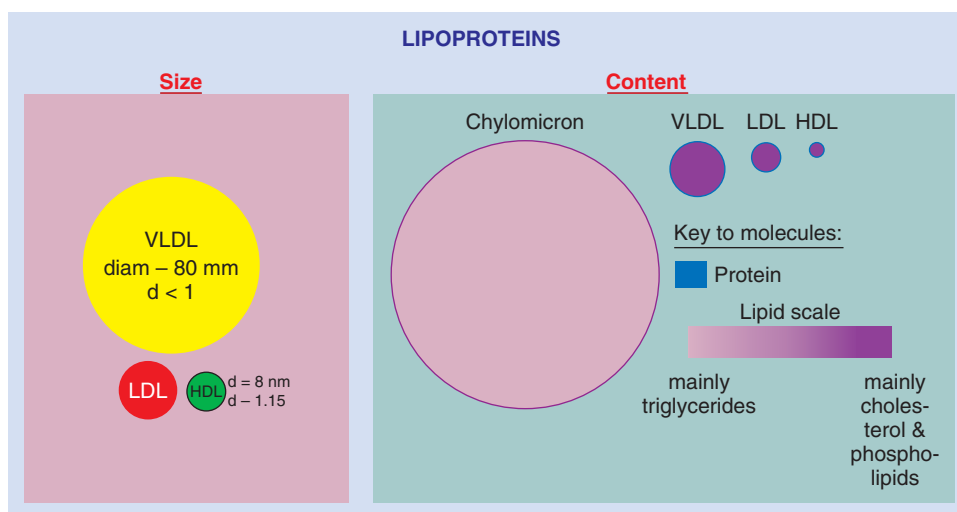 LIPOPROTEINS
Size
VLDL
diam – 80 mm
d < 1
LDL
HDL
d = 8 nm
d – 1.15
Content
Chylomicron
VLDL
LDL
HDL
Key to molecules:
Protein
Lipid scale
mainly
triglycerides
mainly
choles-
terol &
phospho-
lipids